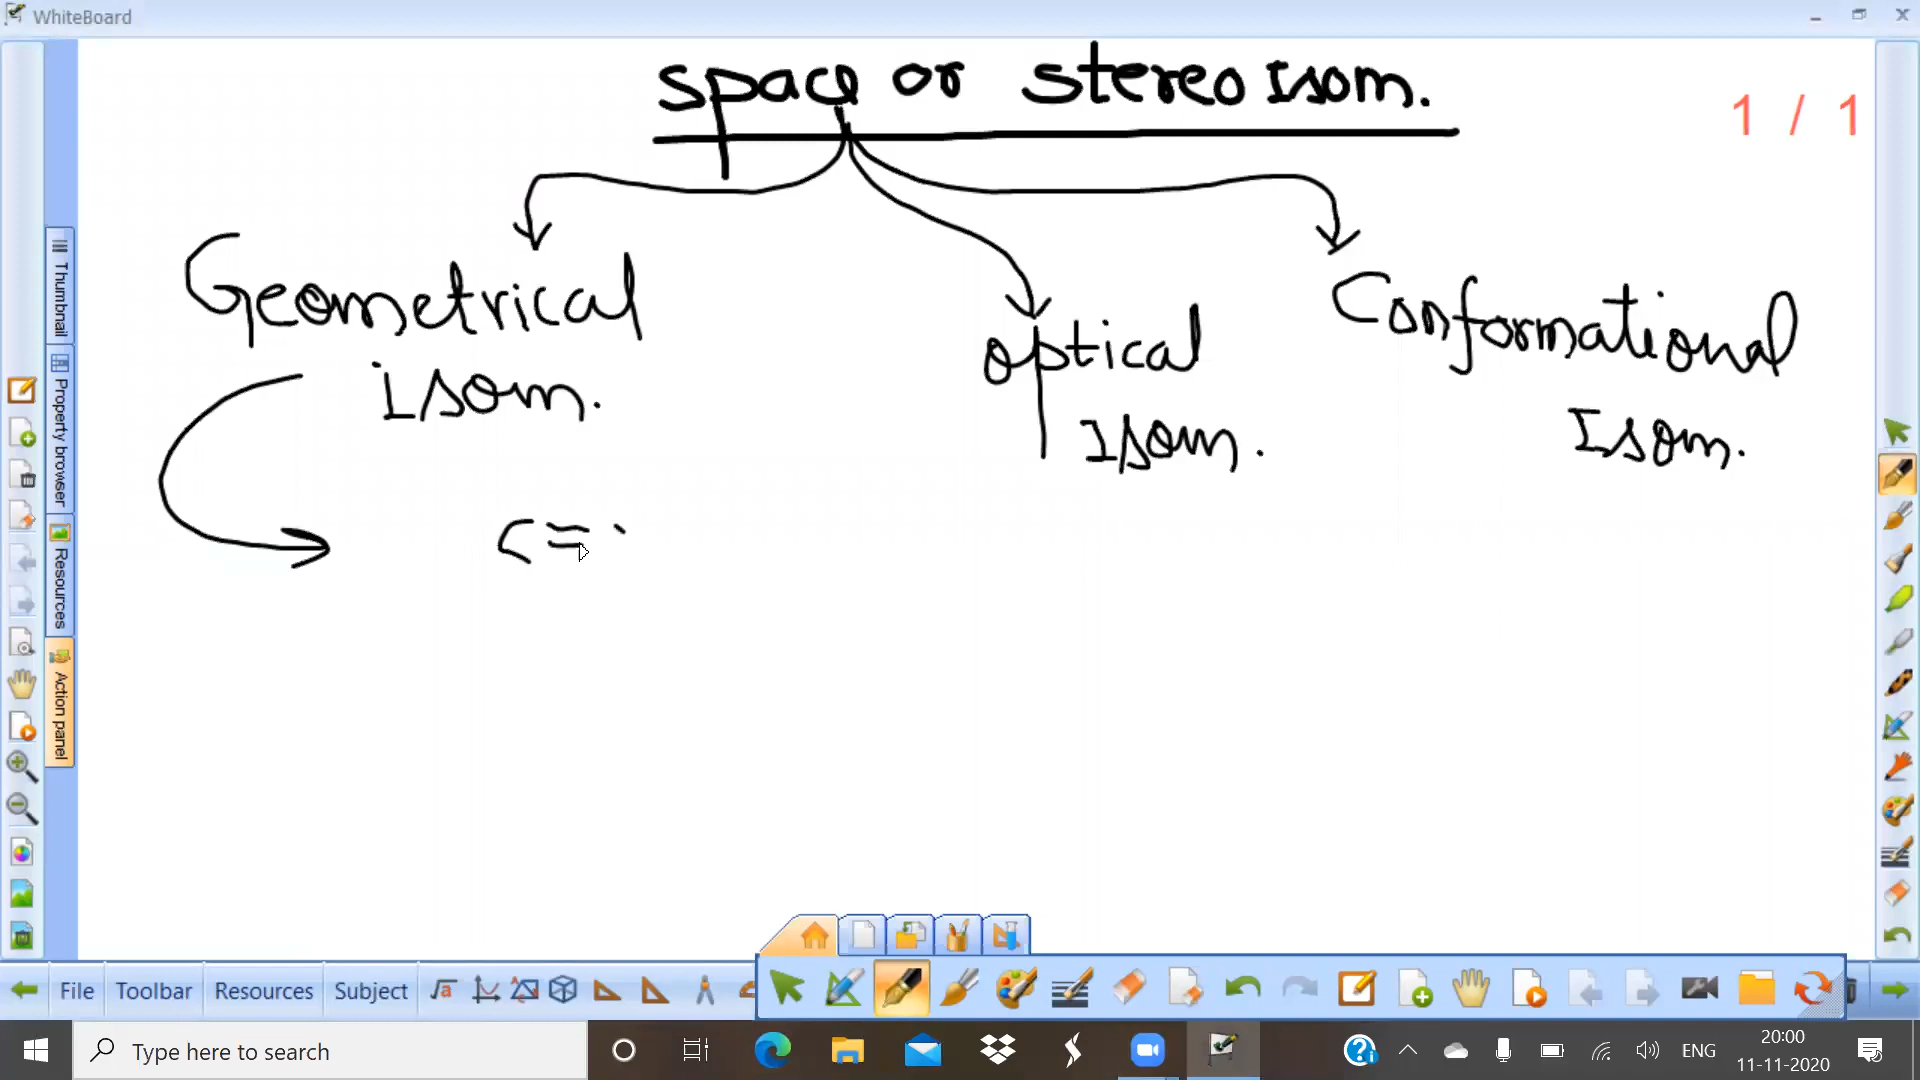 WhiteBoard
space or stereo Isom.
1 / 1
Geometrical
isom.
optical
Isom.
Conformational
Isom.
C=
Thumbnail
Property browser
Resources
Action panel
File
Toolbar
Resources
Subject
Type here to search
ENG
20:00
11-11-2020